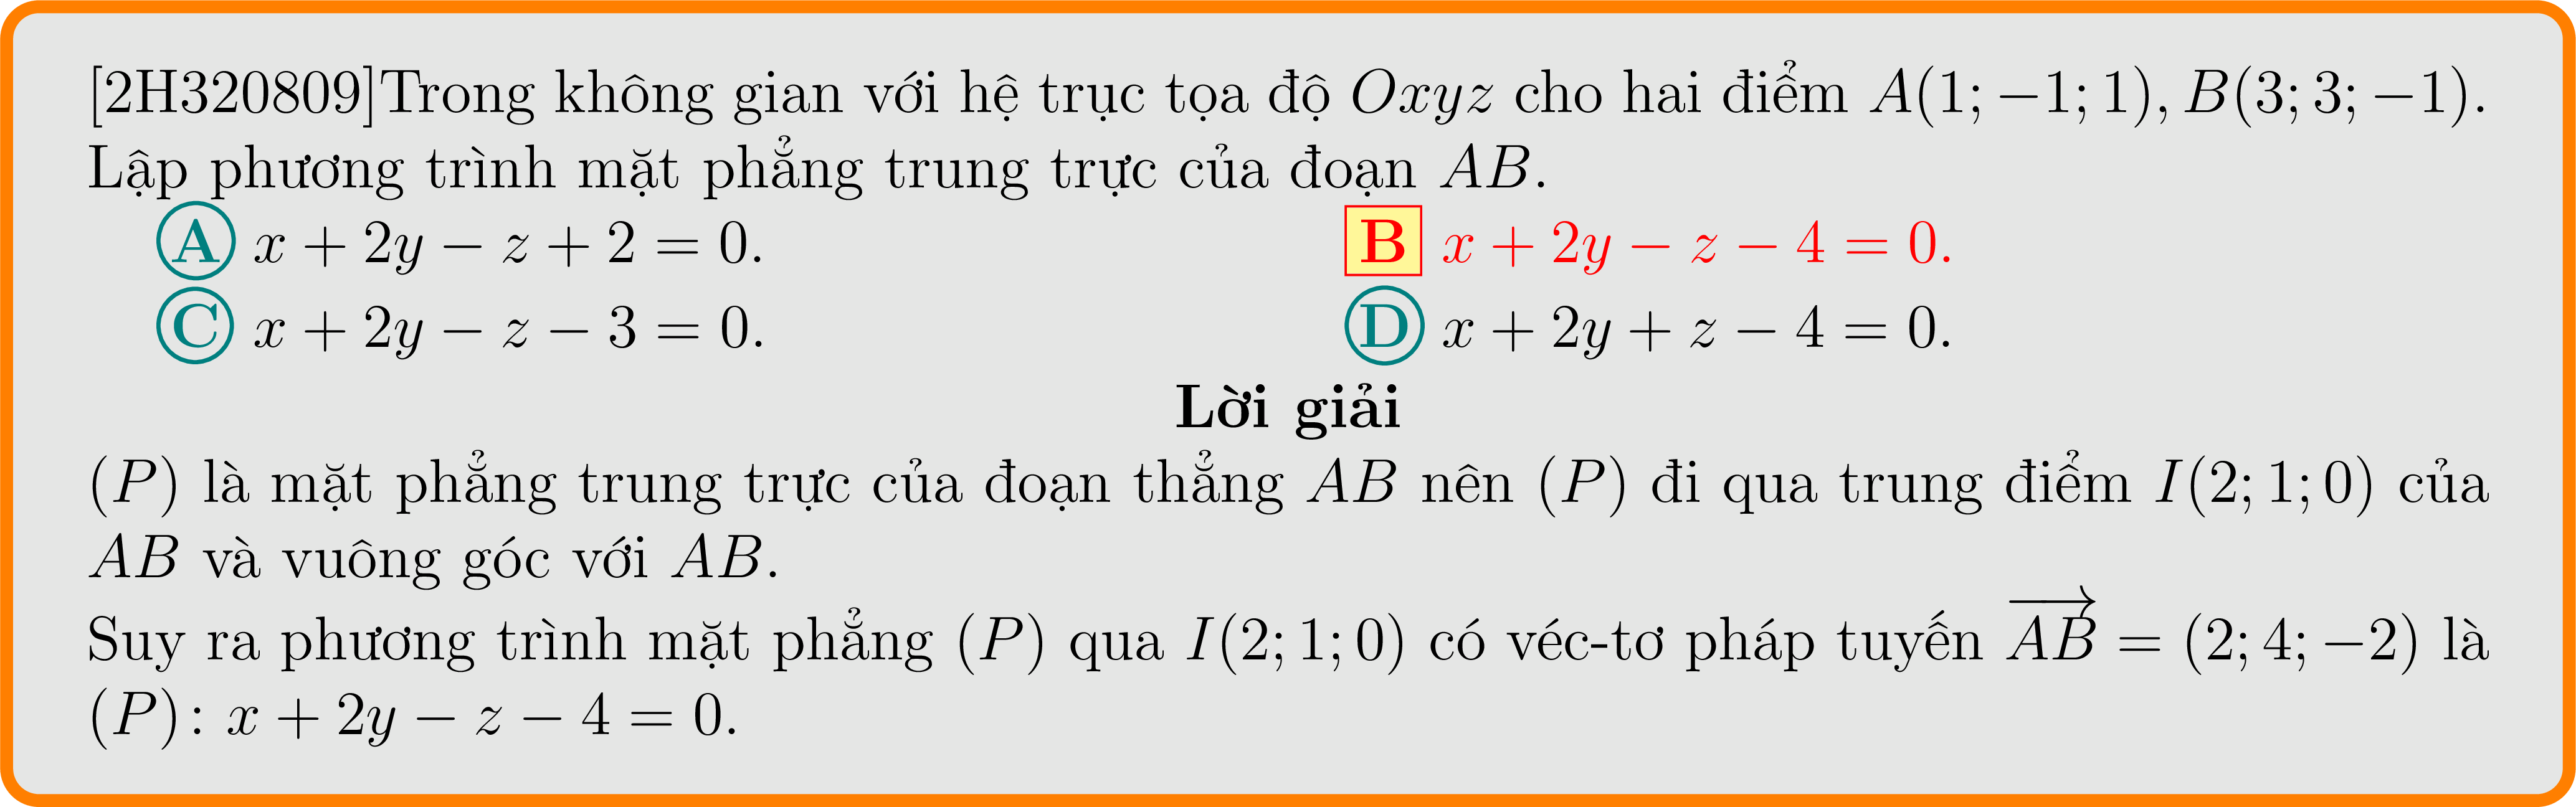 [2H320809]Trong không gian với hệ trục tọa độ Oxyz cho hai điểm A(1; −1; 1), B(3; 3; −1).
Lập phương trình mặt phẳng trung trực của đoạn AB.
A x + 2y − z + 2 = 0. B x + 2y − z − 4 = 0.
C x + 2y − z − 3 = 0. D x + 2y + z − 4 = 0.
Lời giải
(P) là mặt phẳng trung trực của đoạn thẳng AB nên (P) đi qua trung điểm I(2; 1; 0) của
AB và vuông góc với AB.
Suy ra phương trình mặt phẳng (P) qua I(2; 1; 0) có véc-tơ pháp tuyến $\overrightarrow{AB}$ = (2; 4; −2) là
(P): x + 2y − z − 4 = 0.